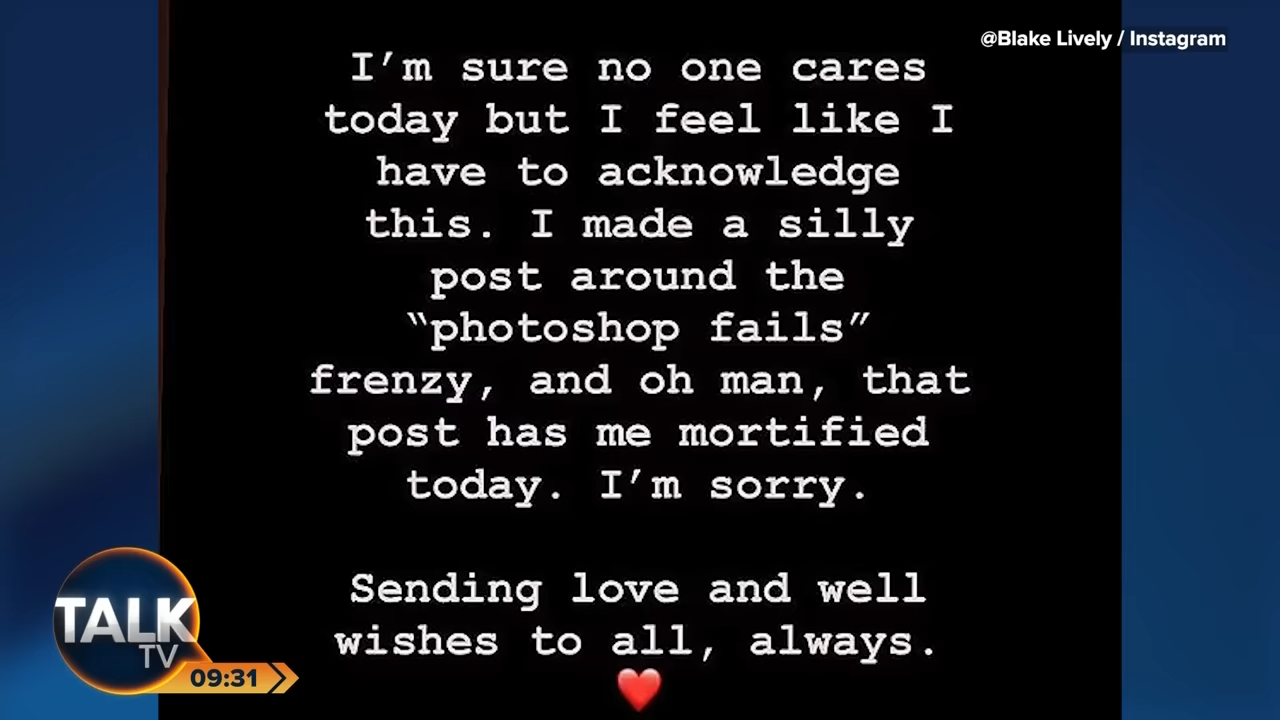 @Blake Lively / Instagram
I’m sure no one cares
today but I feel like I
have to acknowledge
this. I made a silly
post around the
“photoshop fails”
frenzy, and oh man, that
post has me mortified
today. I’m sorry.
Sending love and well
wishes to all, always.
❤️
TALK
TV
09:31